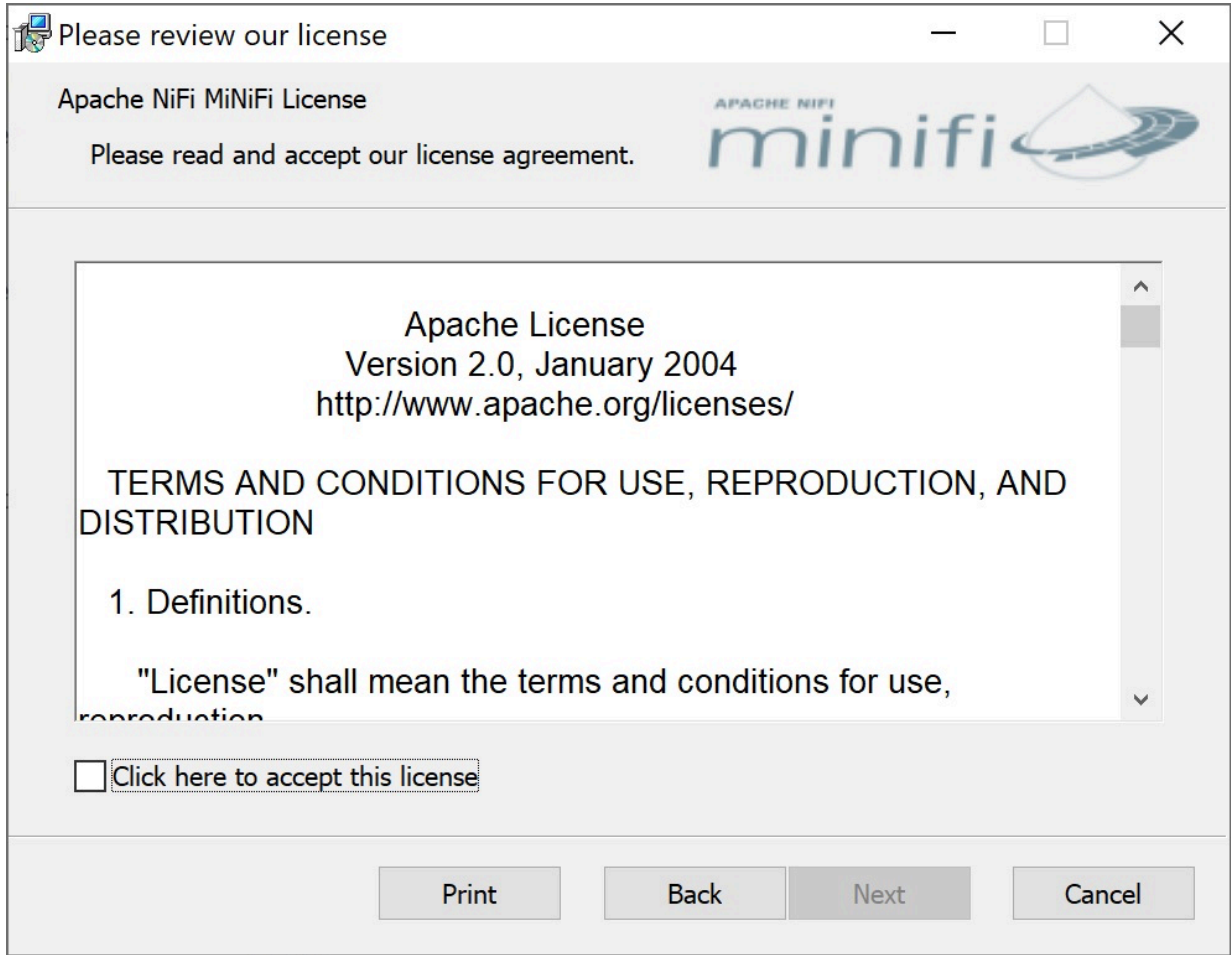 Please review our license
Apache NiFi MiNiFi License
Please read and accept our license agreement.
APACHE NIFI
minifi
Apache License
Version 2.0, January 2004
http://www.apache.org/licenses/
TERMS AND CONDITIONS FOR USE, REPRODUCTION, AND
DISTRIBUTION
1. Definitions.
"License" shall mean the terms and conditions for use,
reproduction
Click here to accept this license
Print
Back
Next
Cancel